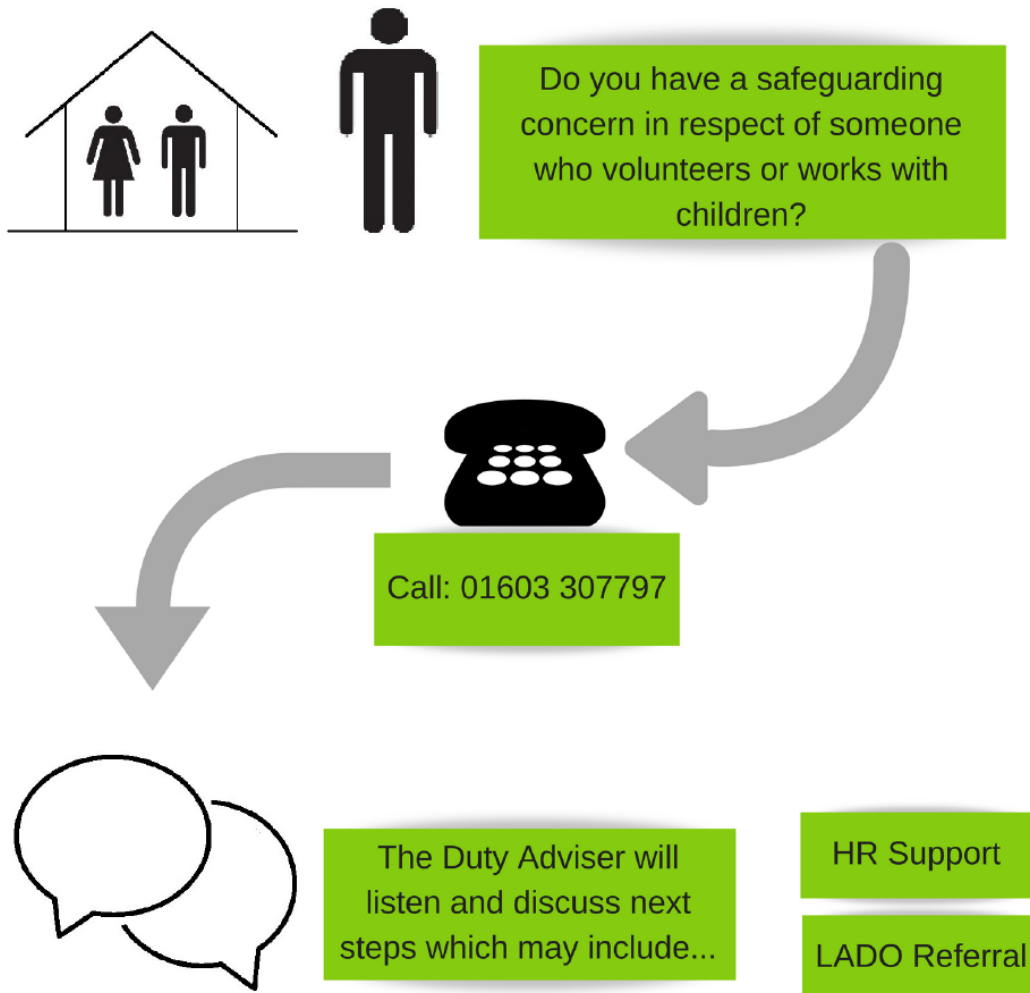 Do you have a safeguarding
concern in respect of someone
who volunteers or works with
children?
Call: 01603 307797
The Duty Adviser will
listen and discuss next
steps which may include...
HR Support
LADO Referral